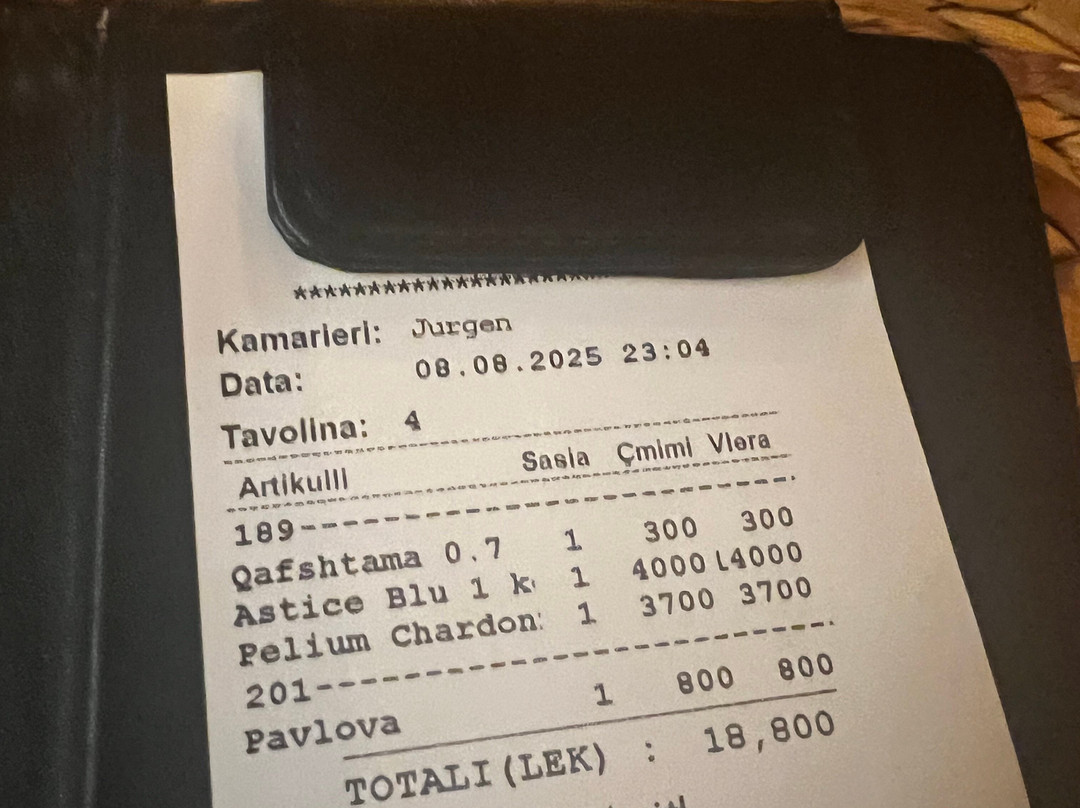 ************************
Kamarieri: Jurgen
Data: 08.08.2025 23:04
Tavolina: 4
Artikulli Sasia Çmimi Vlera
189
Qafshtama 0.7 1 300 300
Astice Blu 1 k 1 4000 14000
Pelium Chardon 1 3700 3700
201
Pavlova 1 800 800
TOTALI(LEK) : 18,800